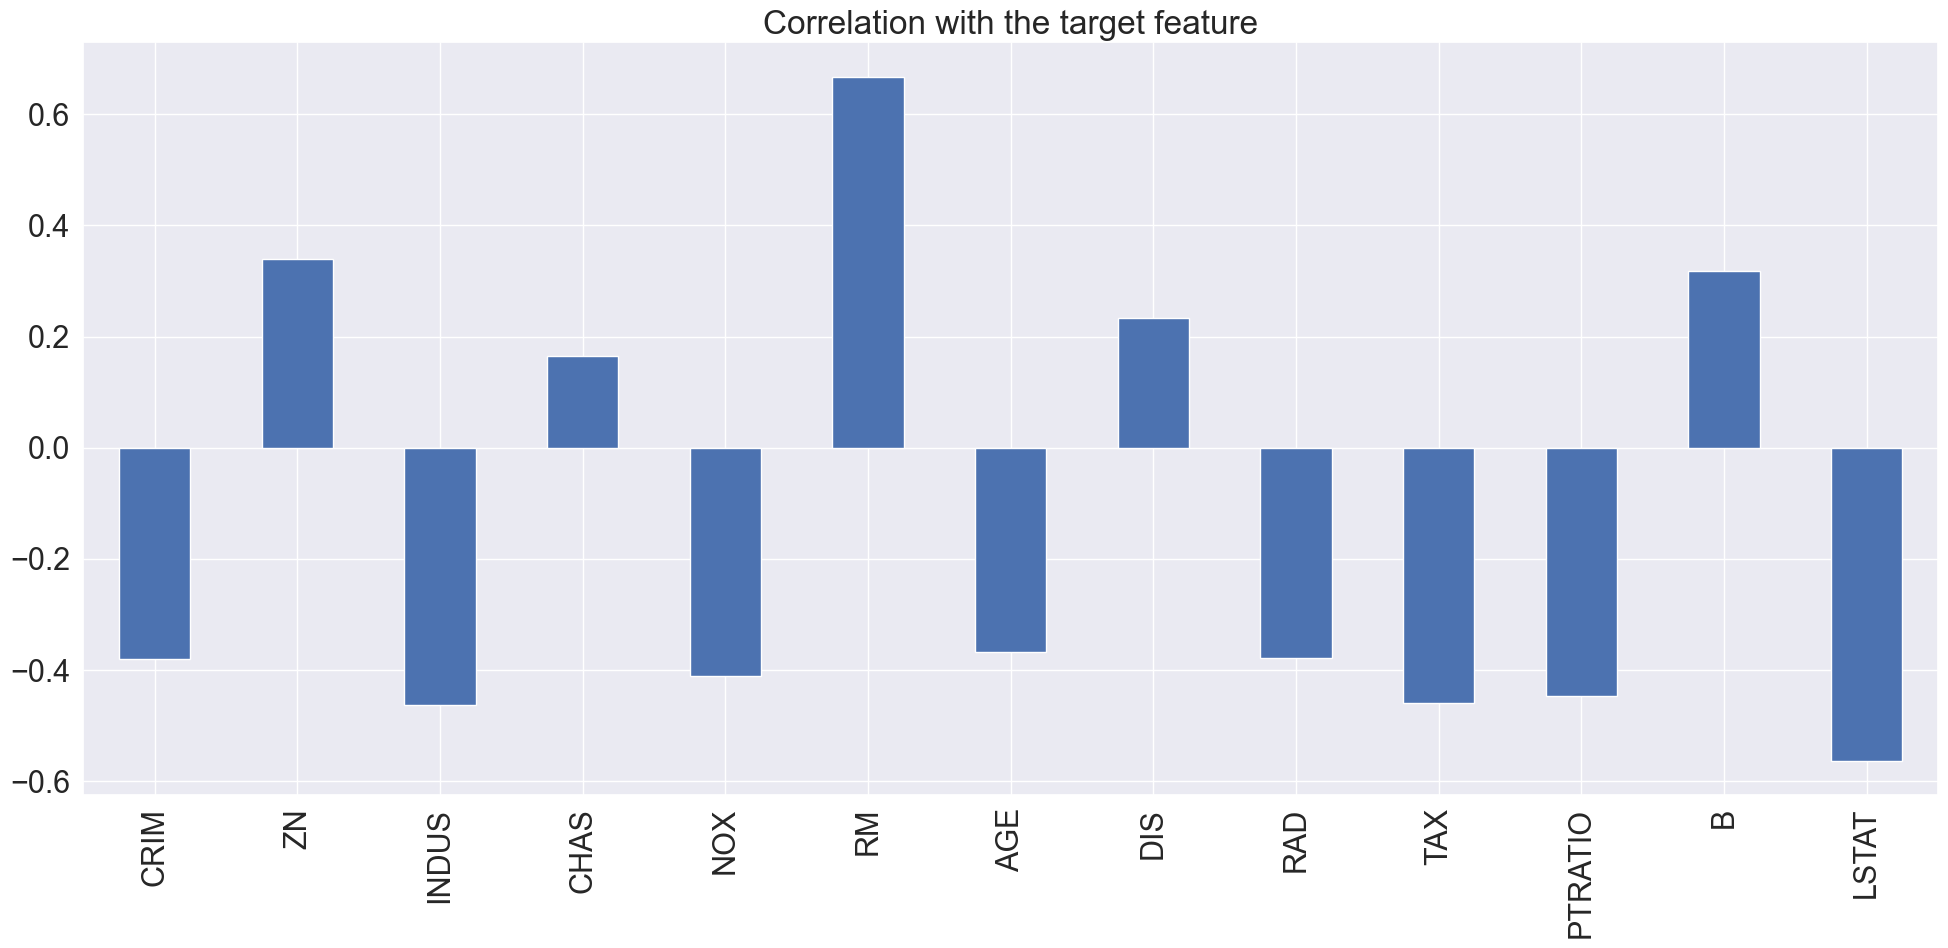 Correlation with the target feature
0.6
0.4
0.2
0.0
−0.2
−0.4
−0.6
CRIM
ZN
INDUS
CHAS
NOX
RM
AGE
DIS
RAD
TAX
PTRATIO
B
LSTAT